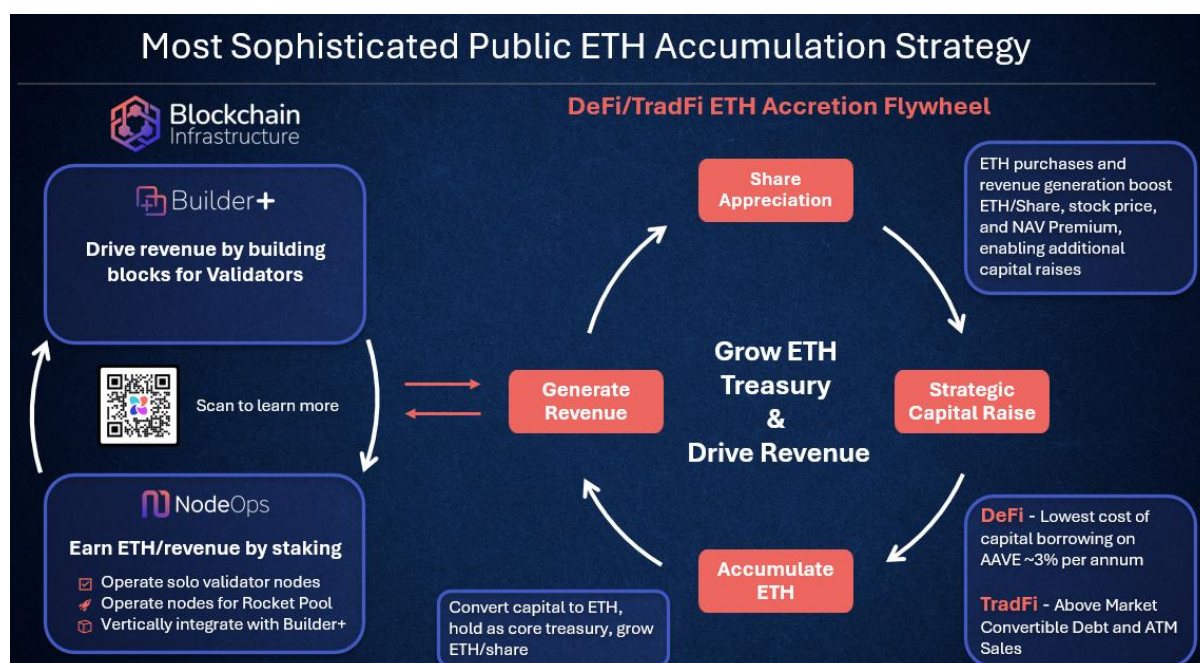 Most Sophisticated Public ETH Accumulation Strategy
Blockchain
Infrastructure
Builder+
Drive revenue by building
blocks for Validators
Scan to learn more
NodeOps
Earn ETH/revenue by staking
Operate solo validator nodes
Operate nodes for Rocket Pool
Vertically integrate with Builder+
DeFi/TradFi ETH Accretion Flywheel
Share
Appreciation
ETH purchases and
revenue generation boost
ETH/Share, stock price,
and NAV Premium,
enabling additional
capital raises
Generate
Revenue
Grow ETH
Treasury
&
Drive Revenue
Strategic
Capital Raise
Accumulate
ETH
Convert capital to ETH,
hold as core treasury, grow
ETH/share
DeFi - Lowest cost of
capital borrowing on
AAVE ~3% per annum
TradFi - Above Market
Convertible Debt and ATM
Sales